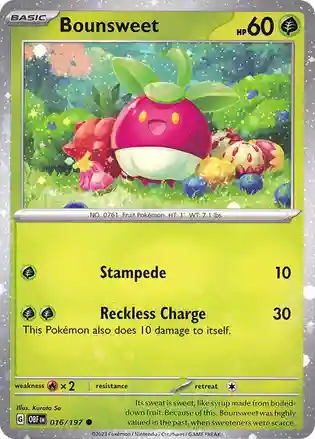 BASIC
Bounsweet
HP 60
NO. 0761 Fruit Pokémon HT: 1' WT: 7.1 lbs.
Stampede 10
Reckless Charge 30
This Pokémon also does 10 damage to itself.
weakness × 2 resistance retreat
Illus. Kurata So
G OBF EN 016/197
Its sweat is sweet, like syrup made from boiled-
down fruit. Because of this, Bounsweet was highly
valued in the past, when sweeteners were scarce.
©2023 Pokémon / Nintendo / Creatures / GAME FREAK